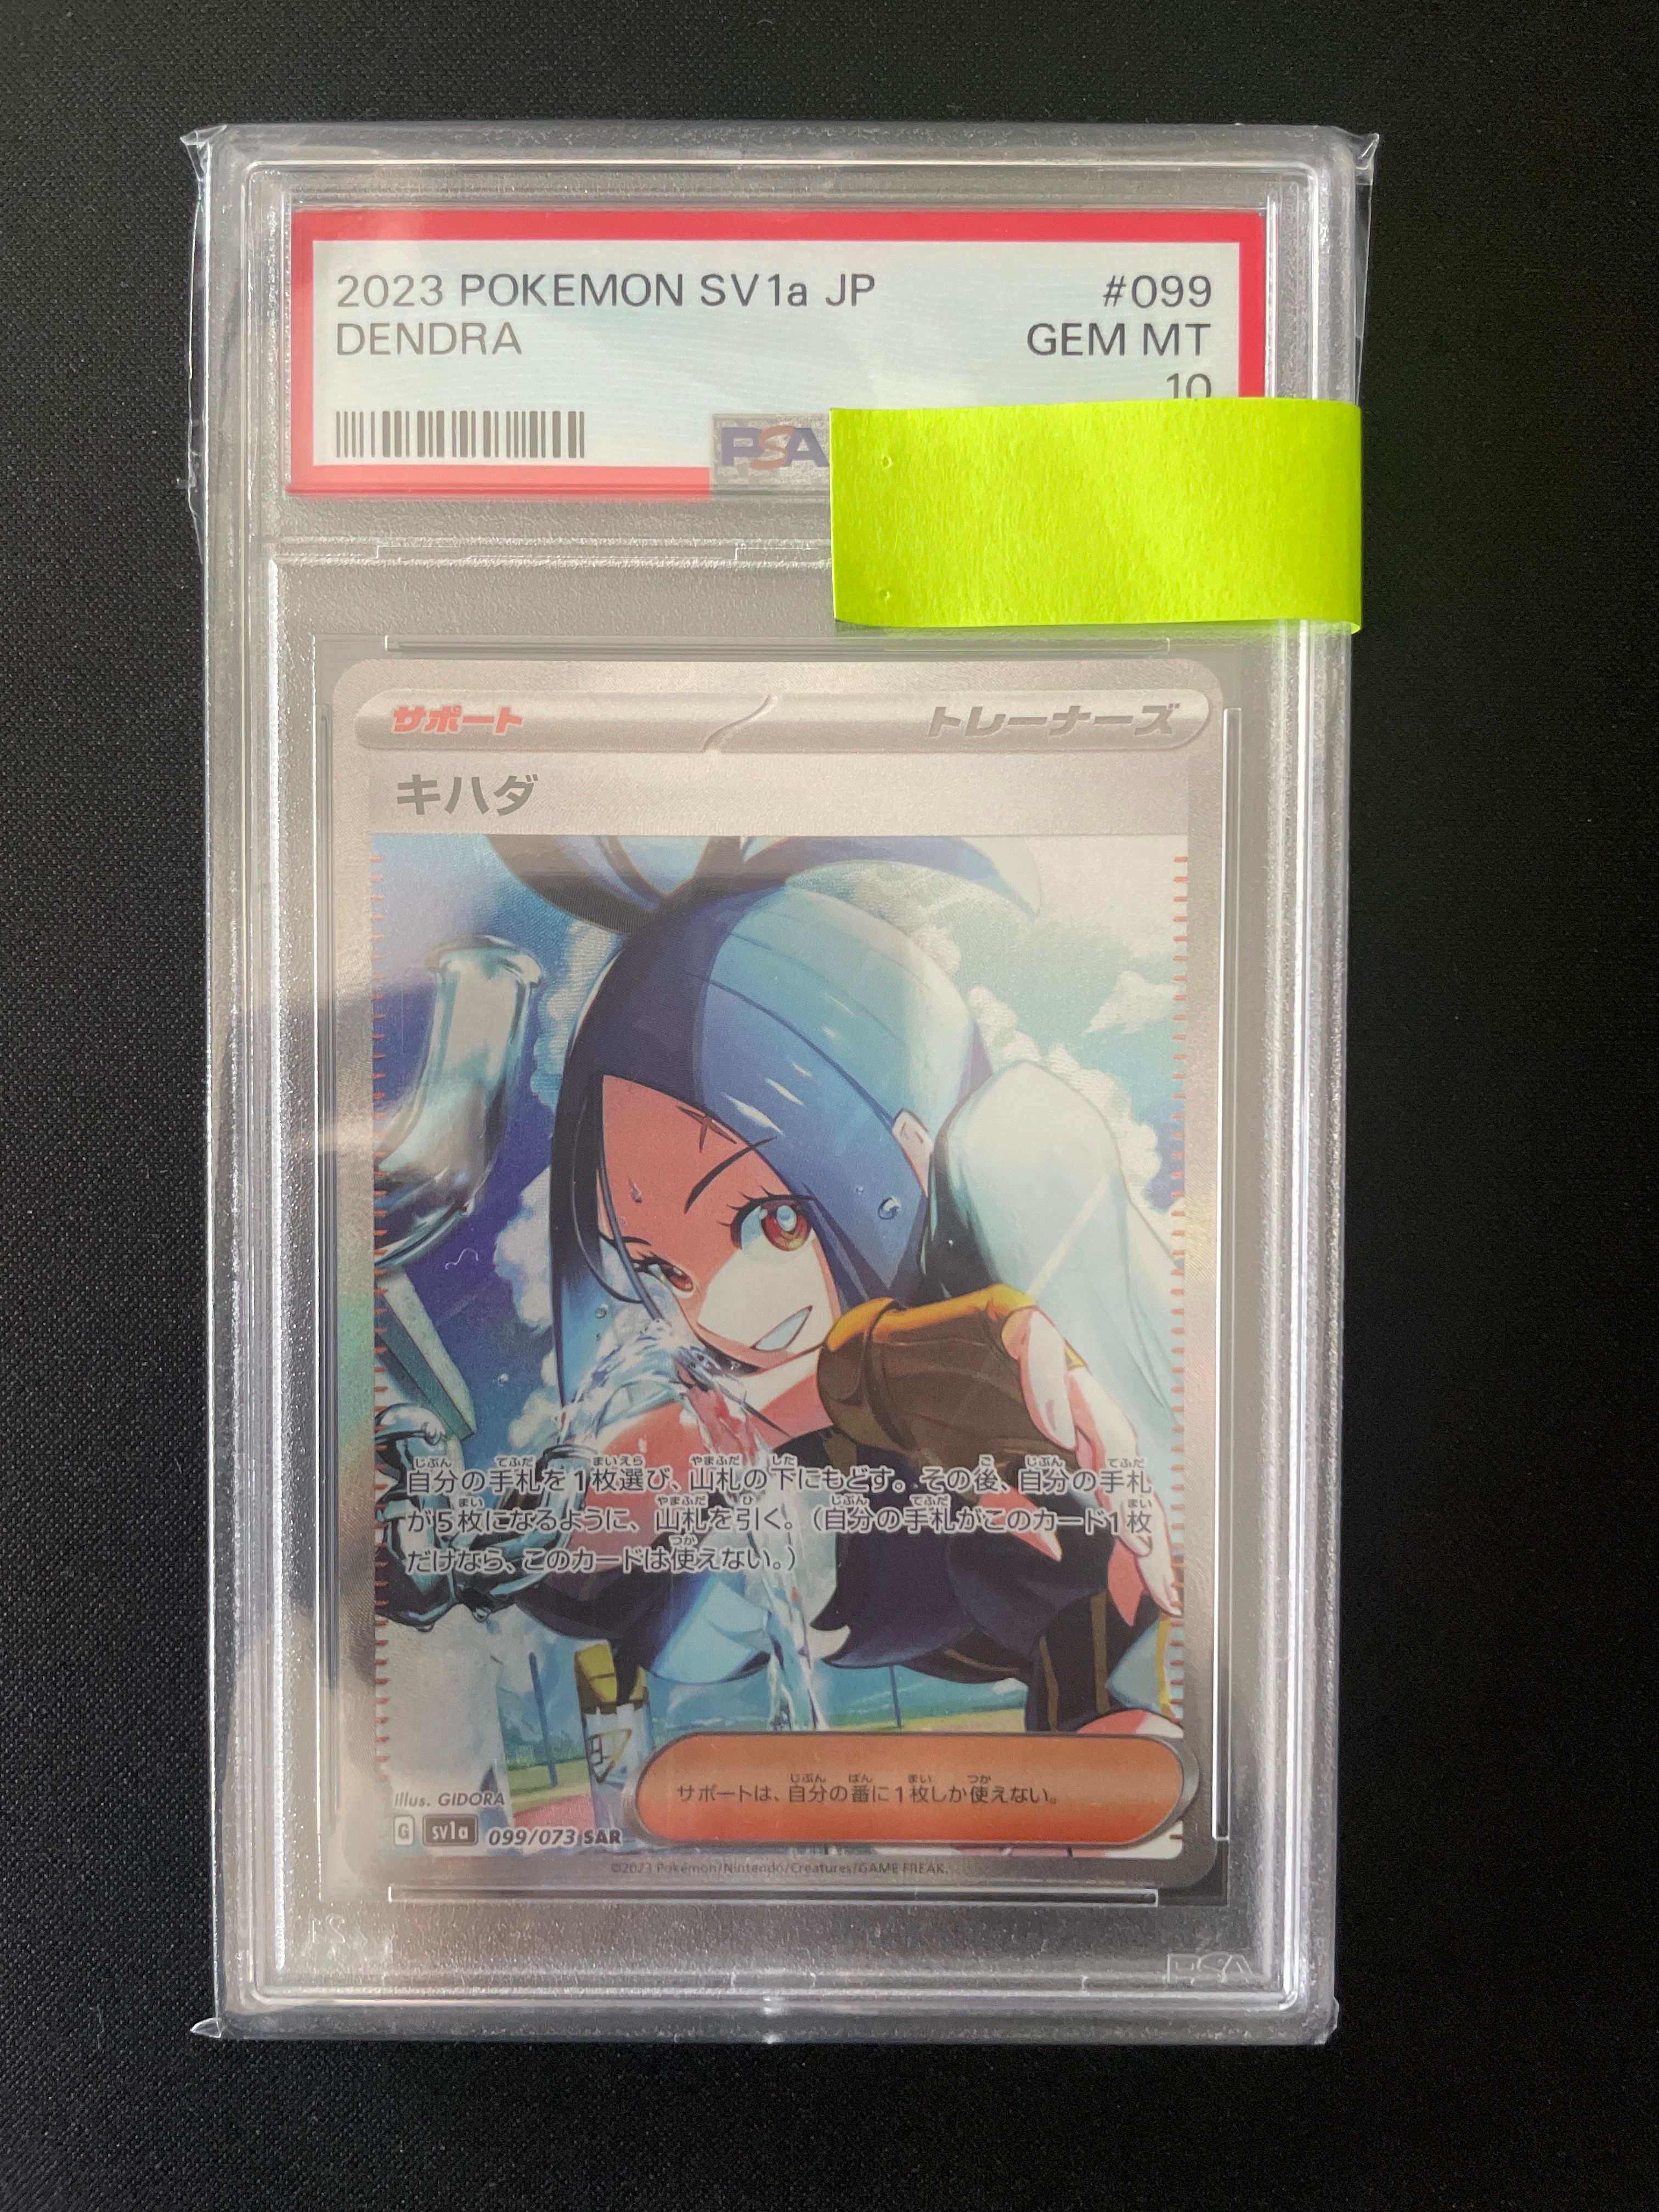 2023 POKEMON SV1a JP #099
DENDRA GEM MT
10
PSA
サポート トレーナーズ
キハダ
自分の手札を1枚選び、山札の下にもどす。その後、自分の手札
が5枚になるように、山札を引く。（自分の手札がこのカード1枚
だけなら、このカードは使えない。）
サポートは、自分の番に1枚しか使えない。
Illus. GIDORA
G sv1a 099/073 SAR
©2023 Pokémon/Nintendo/Creatures/GAME FREAK.
PSA